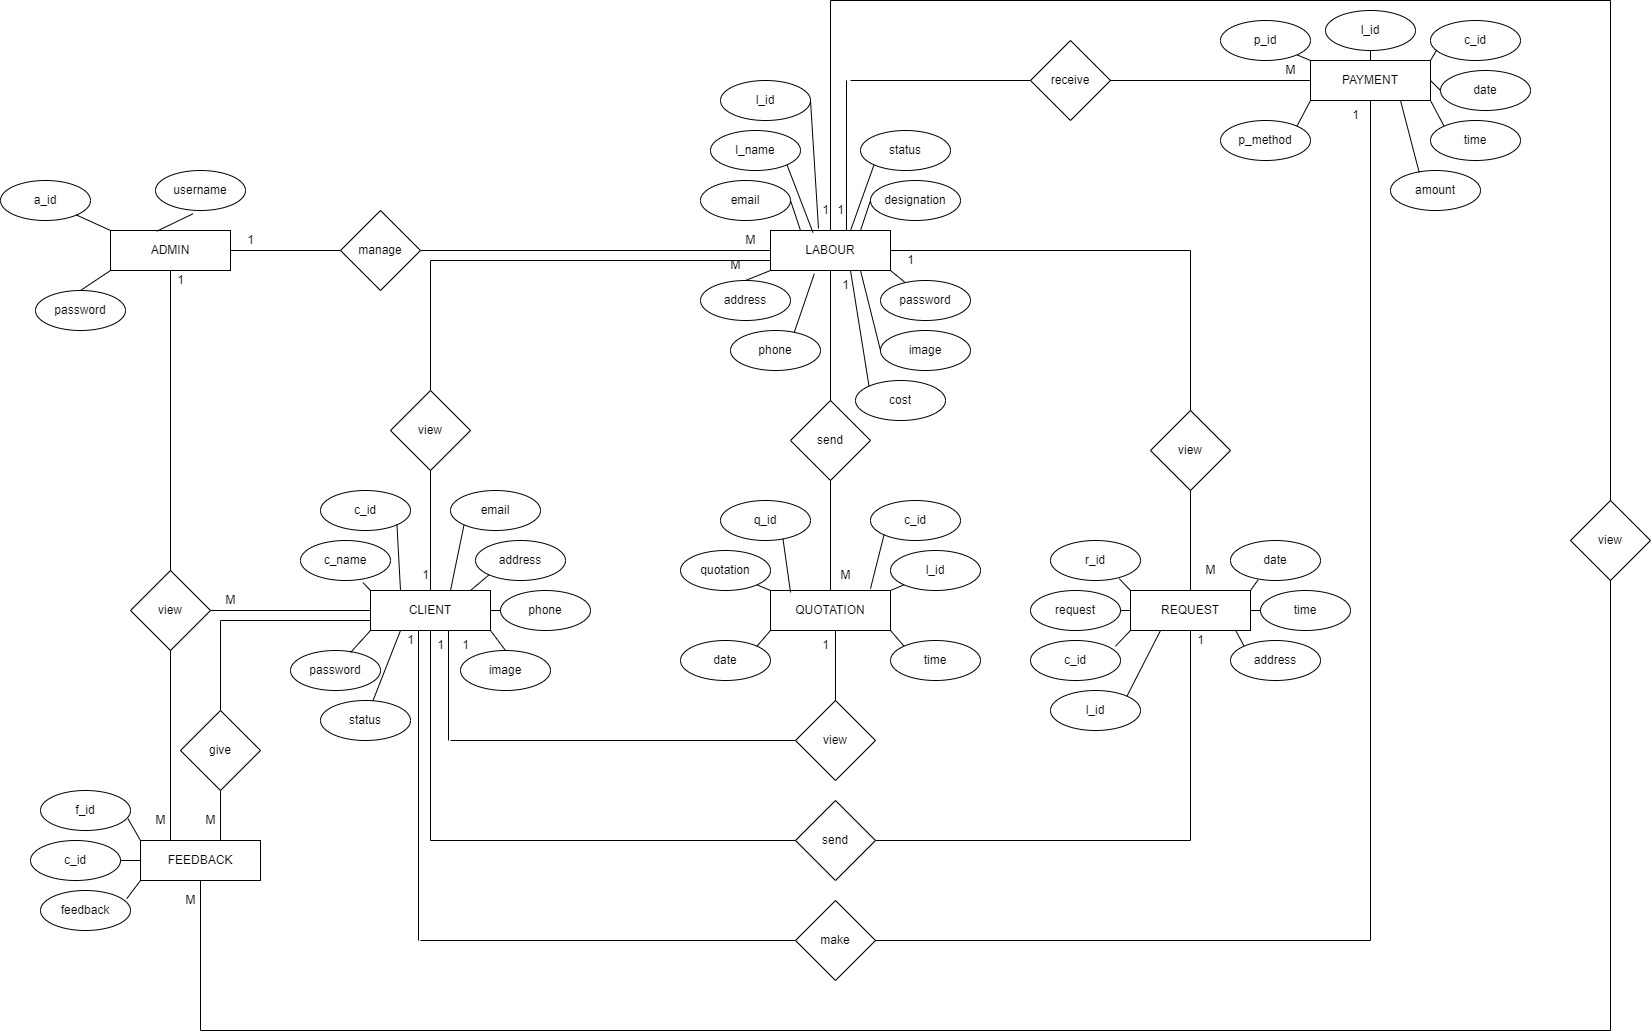 p_id
l_id
c_id
receive
M
PAYMENT
date
l_id
1
p_method
time
l_name
status
amount
a_id
username
email
designation
1
1
ADMIN
1
manage
M
LABOUR
1
M
1
1
password
address
password
phone
image
cost
view
send
view
c_id
email
q_id
c_id
view
c_name
address
quotation
l_id
r_id
date
1
M
M
view
M
CLIENT
phone
QUOTATION
request
REQUEST
time
1
1
1
1
1
password
image
date
time
c_id
address
status
l_id
give
view
f_id
M
M
send
c_id
FEEDBACK
feedback
M
make